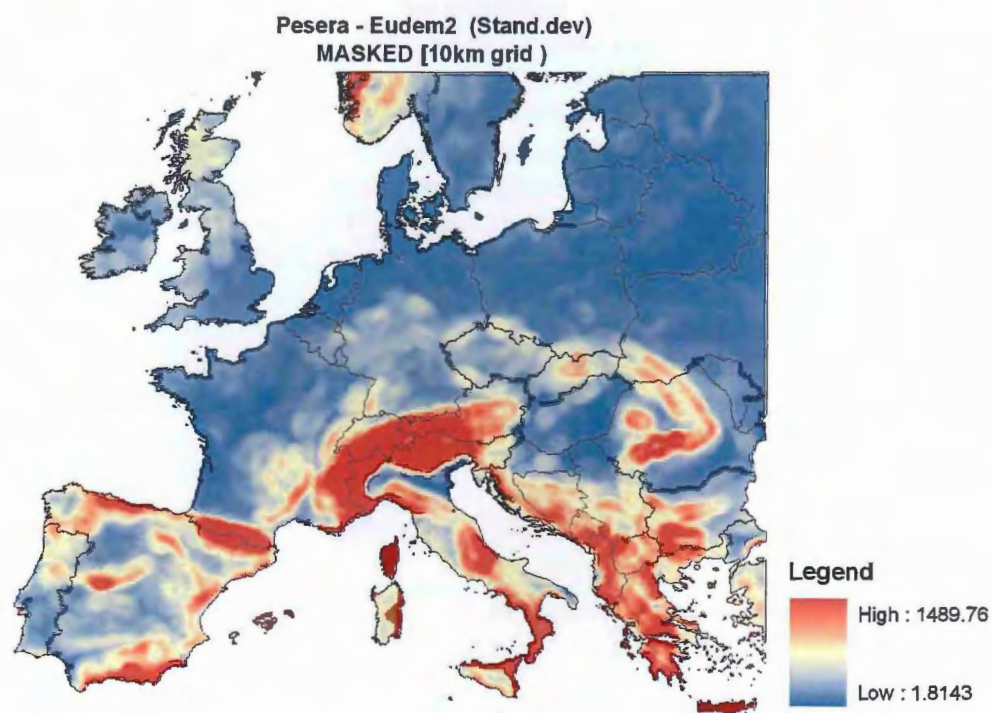 Pesera - Eudem2 (Stand.dev)
MASKED [10km grid )
Legend
High : 1489.76
Low : 1.8143